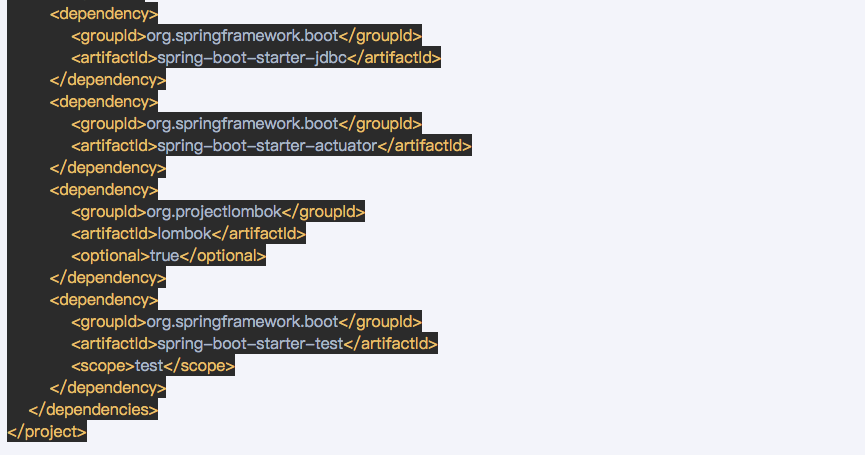 <dependency>
<groupId>org.springframework.boot</groupId>
<artifactId>spring-boot-starter-jdbc</artifactId>
</dependency>
<dependency>
<groupId>org.springframework.boot</groupId>
<artifactId>spring-boot-starter-actuator</artifactId>
</dependency>
<dependency>
<groupId>org.projectlombok</groupId>
<artifactId>lombok</artifactId>
<optional>true</optional>
</dependency>
<dependency>
<groupId>org.springframework.boot</groupId>
<artifactId>spring-boot-starter-test</artifactId>
<scope>test</scope>
</dependency>
</dependencies>
</project>